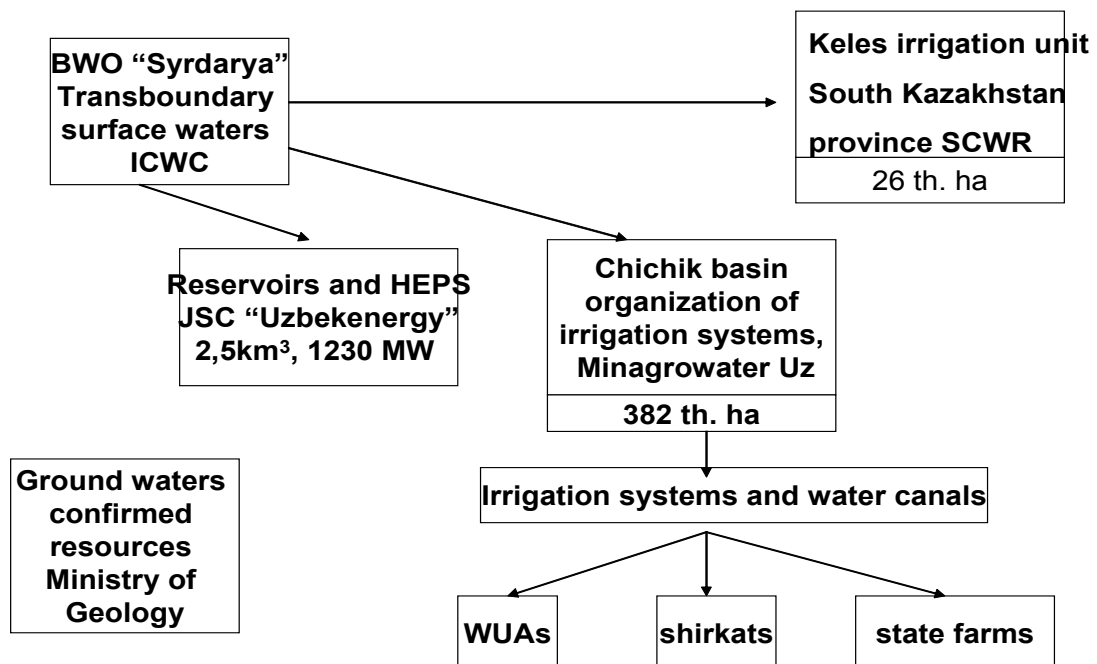 BWO “Syrdarya”
Transboundary
surface waters
ICWC
Keles irrigation unit
South Kazakhstan
province SCWR
26 th. ha
Reservoirs and HEPS
JSC “Uzbekenergy”
2,5km³, 1230 MW
Chichik basin
organization of
irrigation systems,
Minagrowater Uz
382 th. ha
Ground waters
confirmed
resources
Ministry of
Geology
Irrigation systems and water canals
WUAs
shirkats
state farms